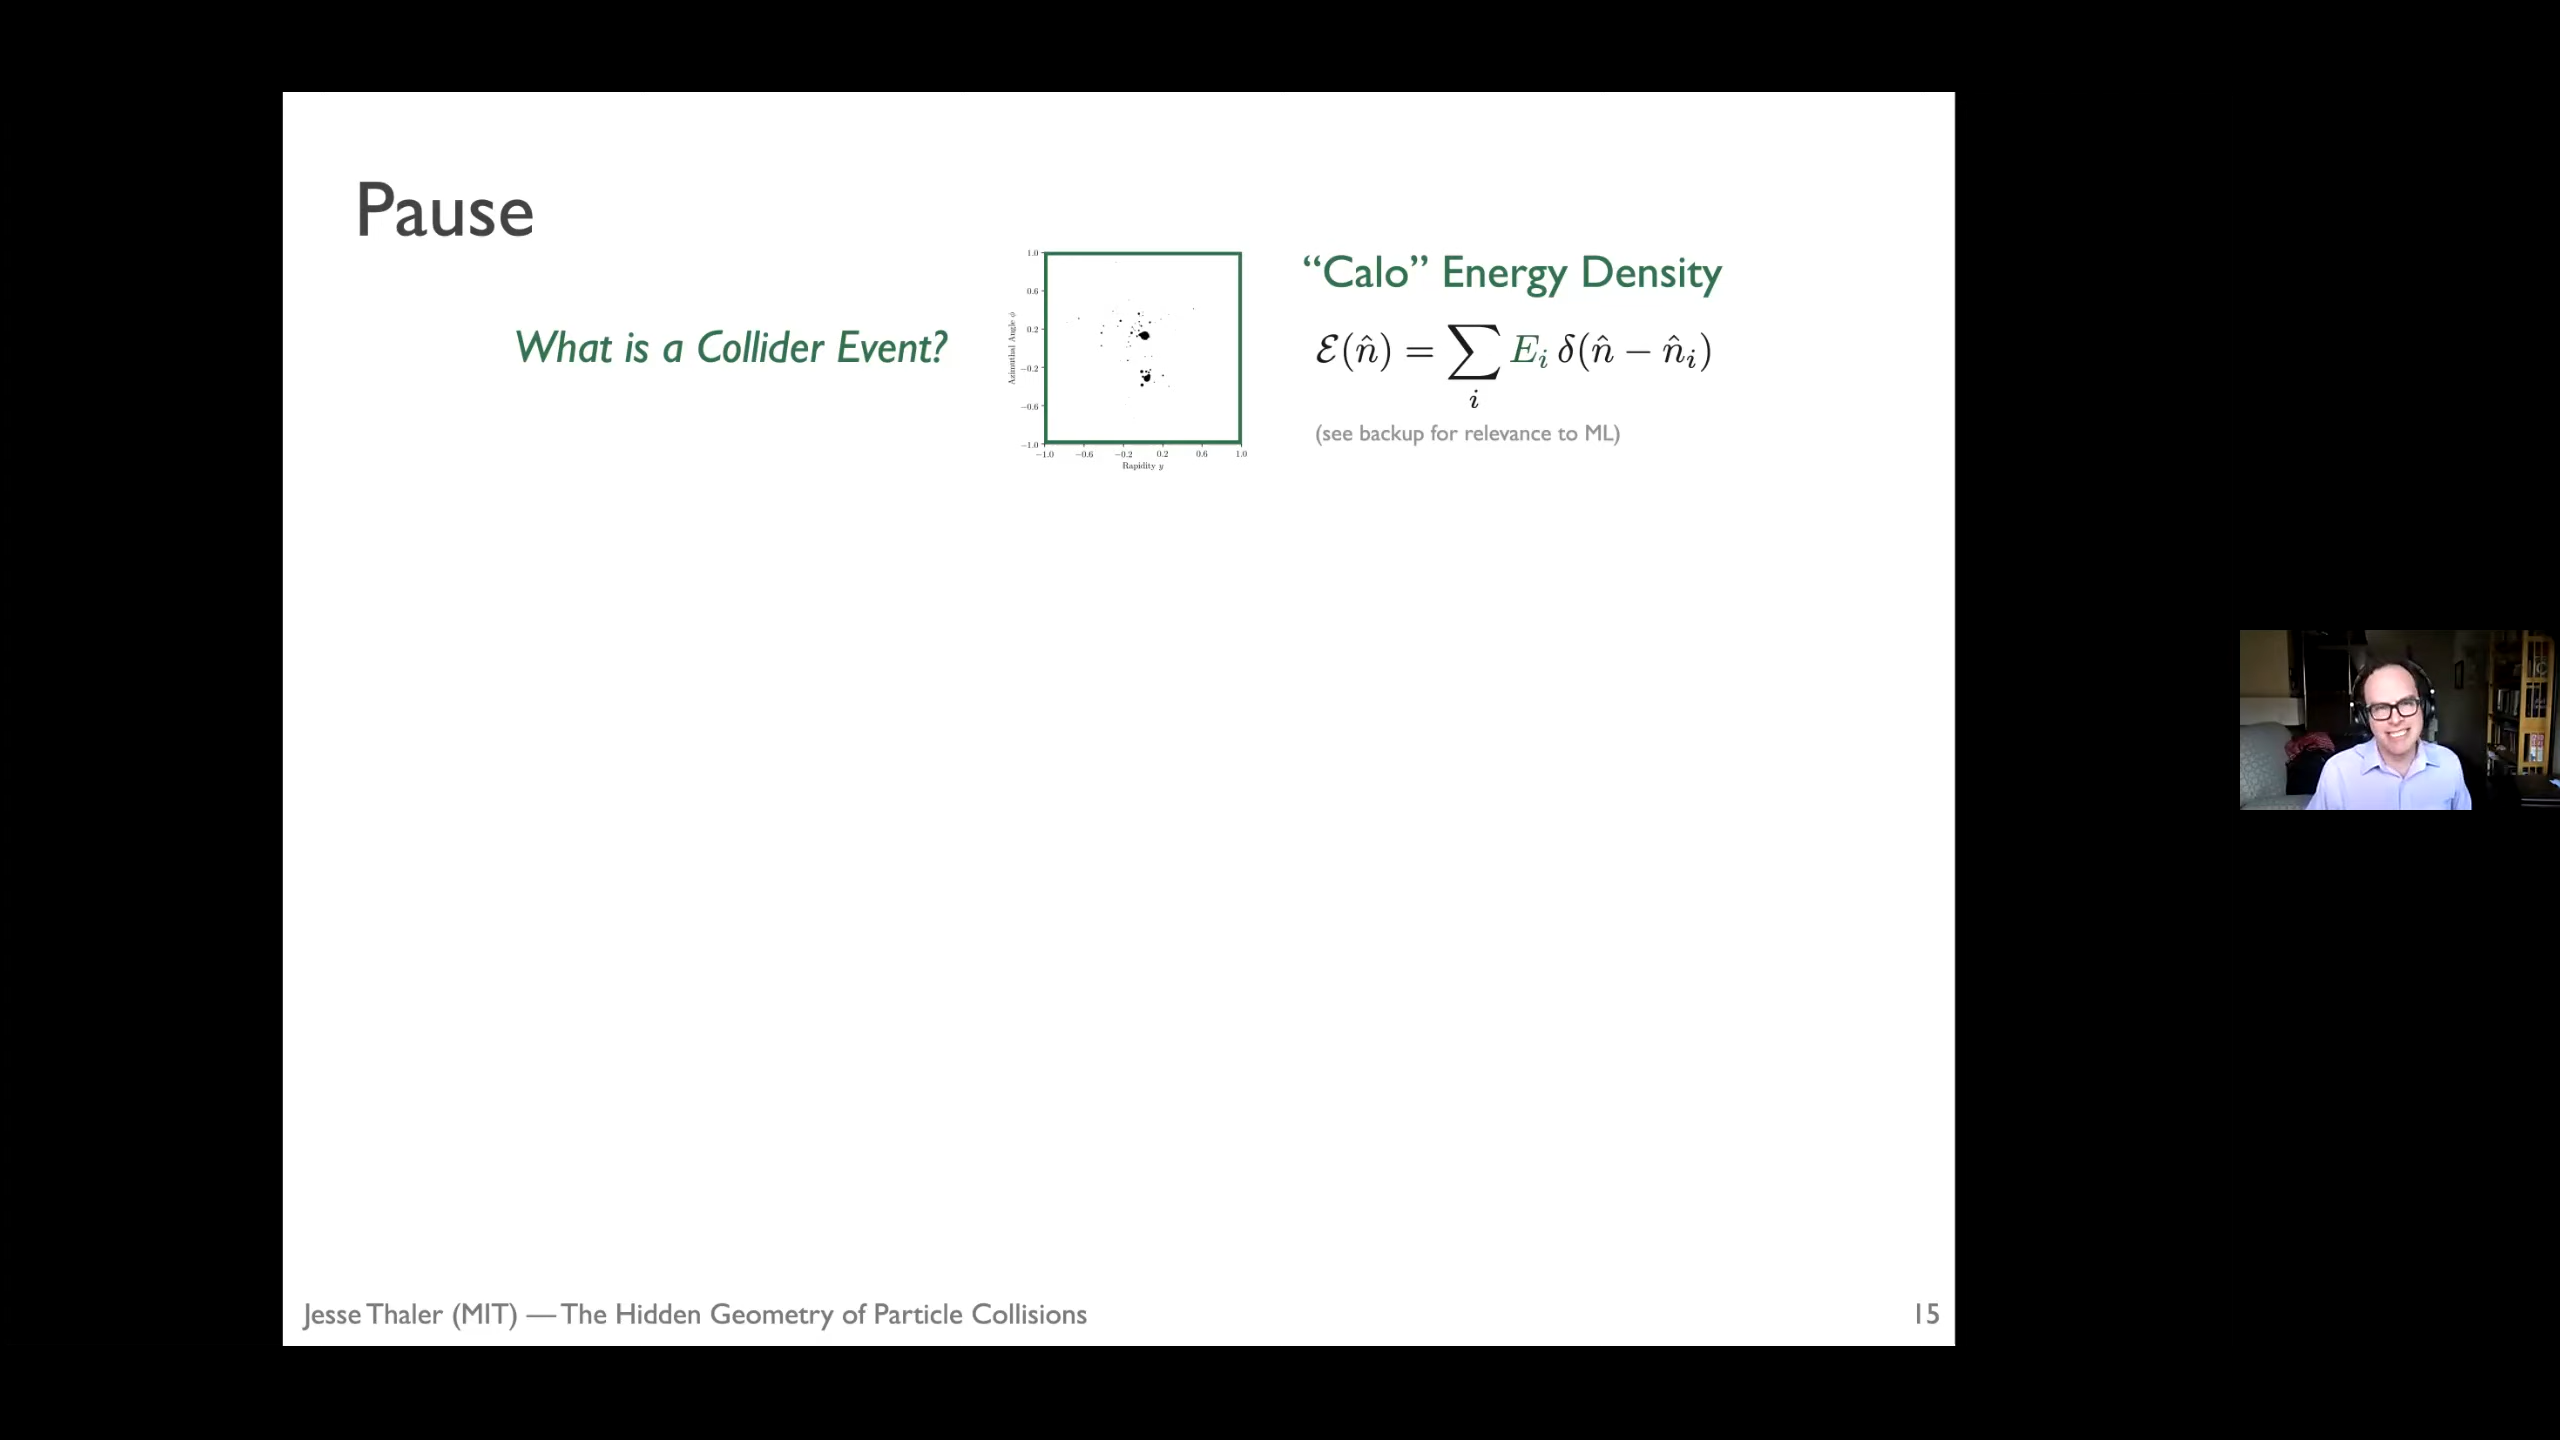 Pause
What is a Collider Event?
1.0
0.6
0.2
−0.2
−0.6
−1.0
Azimuthal Angle ϕ
−1.0 −0.6 −0.2 0.2 0.6 1.0
Rapidity y
“Calo” Energy Density
ℰ(n̂) = ∑ᵢ Eᵢ δ(n̂ − n̂ᵢ)
(see backup for relevance to ML)
Jesse Thaler (MIT) — The Hidden Geometry of Particle Collisions
15